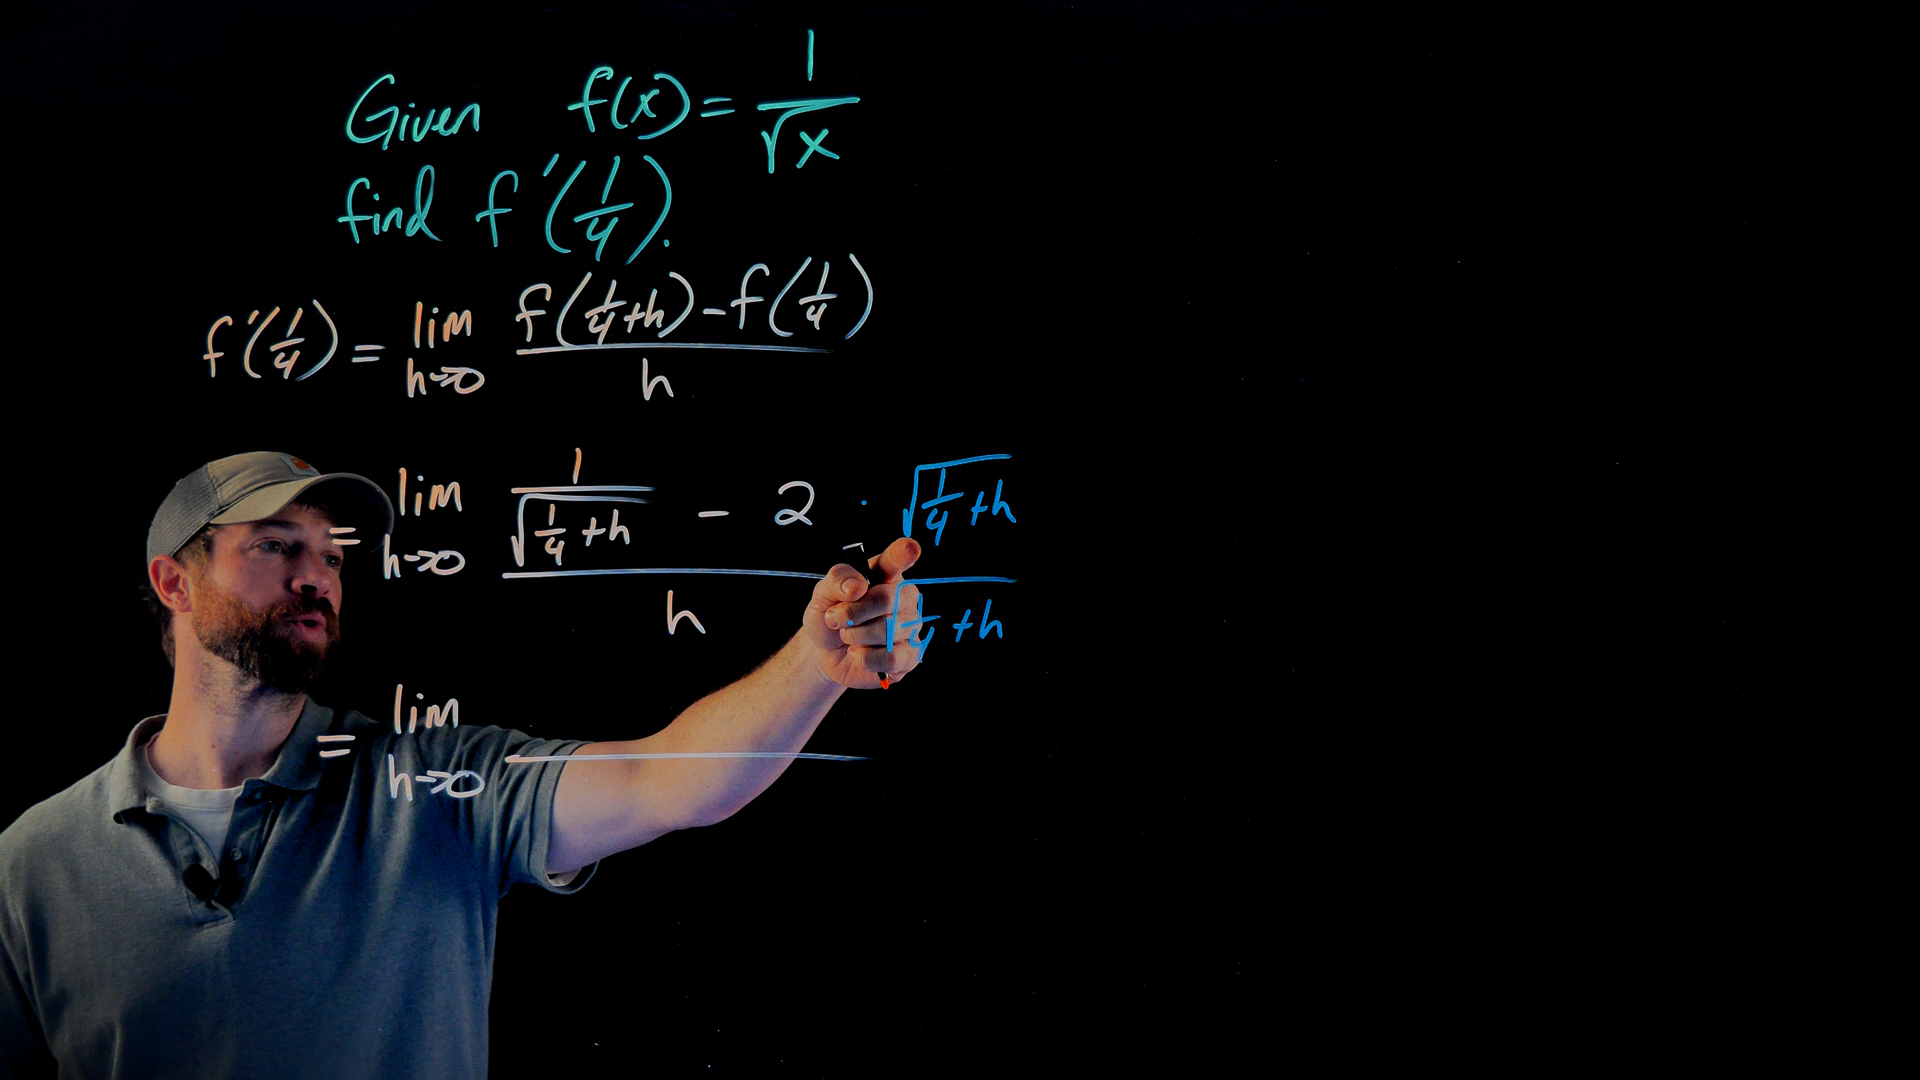 Given f(x) = 1/√x
find f'(1/4).
f'(1/4) = lim h→0 (f(1/4+h) - f(1/4))/h
= lim h→0 (1/√(1/4+h) - 2)/h · √(1/4+h) / · √(1/4+h)
= lim h→0